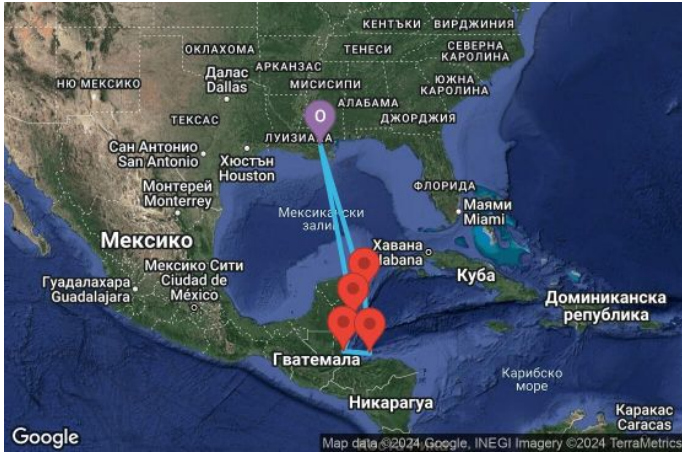 КЕНТЪКИ
ВИРДЖИНИЯ
ОКЛАХОМА
ТЕНЕСИ
СЕВЕРНА
КАРОЛИНА
АРКАНЗАС
НЮ МЕКСИКО
Далас
Dallas
МИСИСИПИ
ЮЖНА
КАРОЛИНА
АЛАБАМА
O
ДЖОРДЖИЯ
ТЕКСАС
ЛУИЗИАНА
Сан Антонио
San Antonio
Хюстън
Houston
ФЛОРИДА
Монтерей
Monterrey
Маями
Miami
Мексикански
залив
Мексико
Хавана
Habana
Мексико Сити
Ciudad de
México
Куба
Гуадалахара
Guadalajara
Доминиканска
република
Гватемала
Карибско
море
Никарагуа
Каракас
Caracas
Google
Map data ©2024 Google, INEGI Imagery ©2024 TerraMetrics